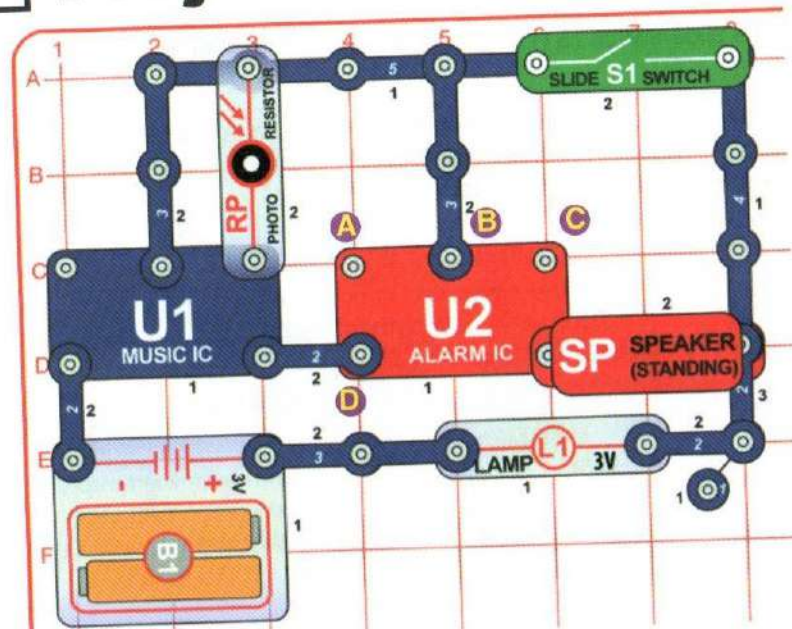 1 2 3 4 5 6 7 8
A
5
1
SLIDE S1 SWITCH
2
RESISTOR
B
3
2
RP
PHOTO
2
3
2
4
1
A
B
C
C
U1
MUSIC IC
1
U2
ALARM IC
1
2
SP SPEAKER
(STANDING)
D
2
2
D
2
2
2
3
E
- +
3V
2
3
LAMP L1 3V
1
2
2
1
1
F
B1
1